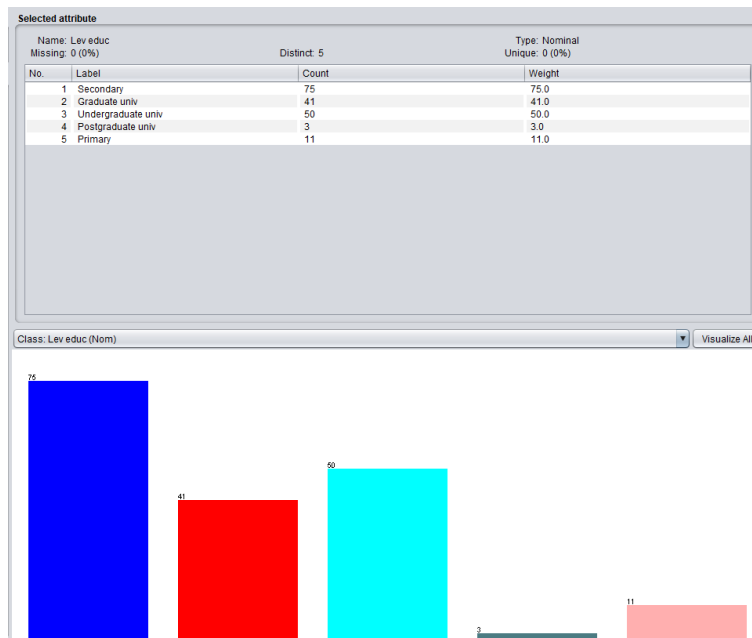 Selected attribute
Name: Lev educ Type: Nominal
Missing: 0 (0%) Distinct: 5 Unique: 0 (0%)
No. Label Count Weight
1 Secondary 75 75.0
2 Graduate univ 41 41.0
3 Undergraduate univ 50 50.0
4 Postgraduate univ 3 3.0
5 Primary 11 11.0
Class: Lev educ (Nom) Visualize All
75
41
50
3
11